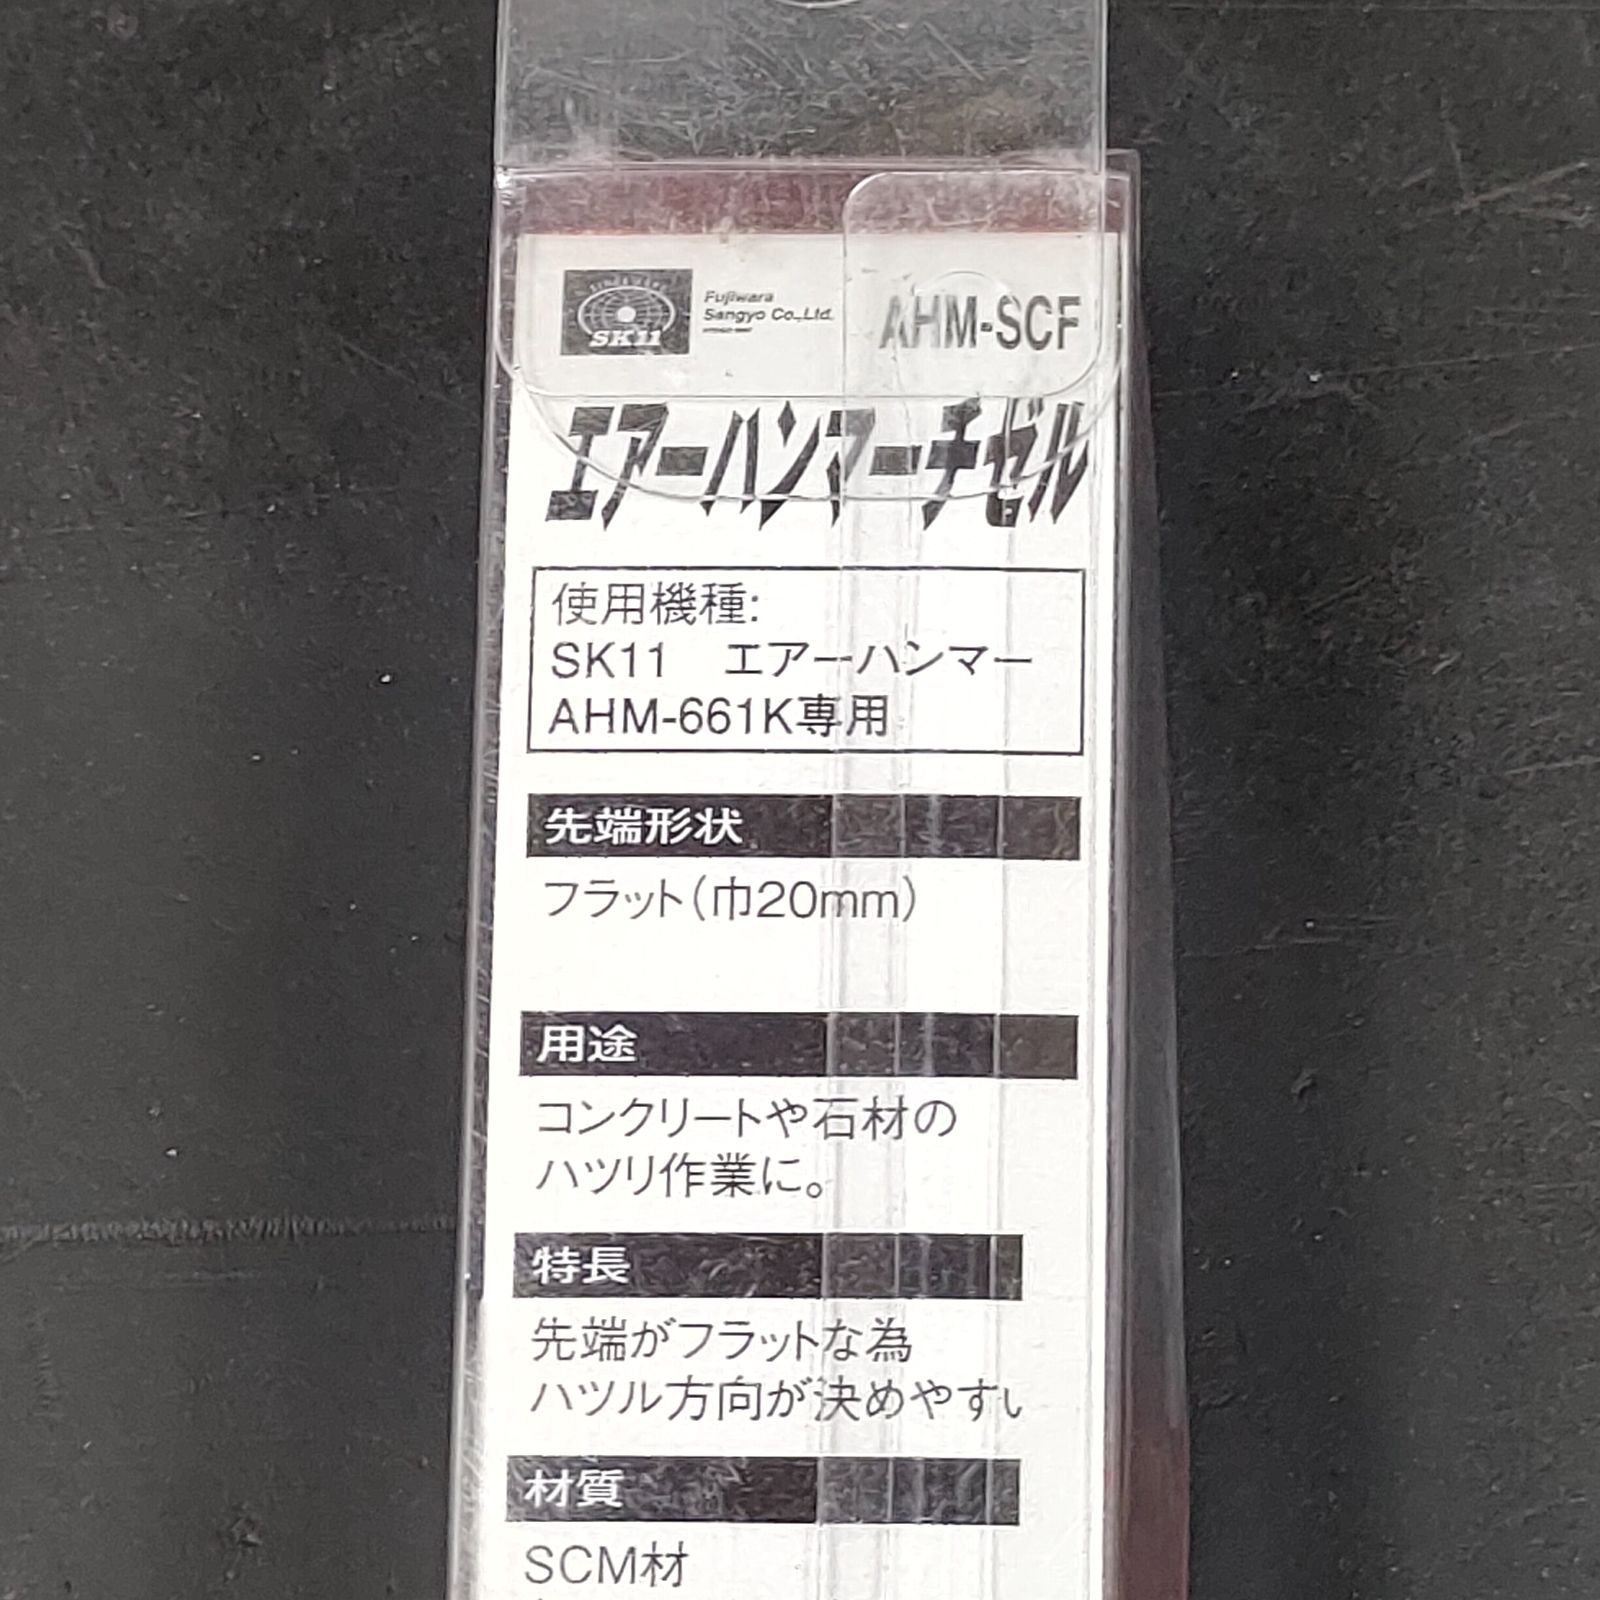 SK11
Fujiwara
Sangyo Co.,Ltd.
AHM-SCF
エアーハンマーチゼル
使用機種:
SK11 エアーハンマー
AHM-661K専用
先端形状
フラット(巾20mm)
用途
コンクリートや石材の
ハツリ作業に。
特長
先端がフラットな為
ハツル方向が決めやすい
材質
SCM材